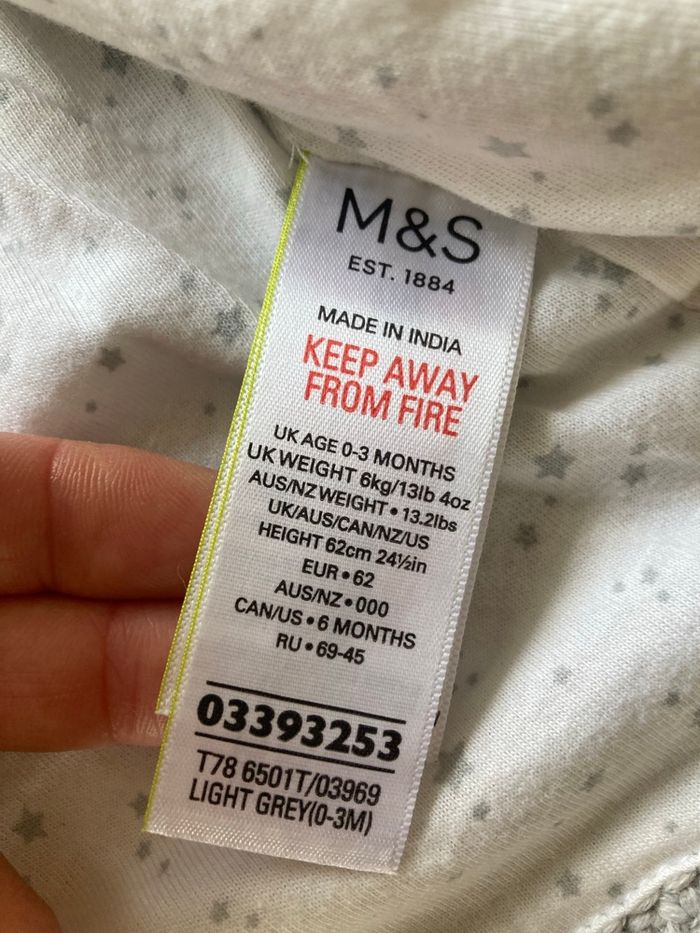 M&S
EST. 1884
MADE IN INDIA
KEEP AWAY
FROM FIRE
UK AGE 0-3 MONTHS
UK WEIGHT 6kg/13lb 4oz
AUS/NZ WEIGHT • 13.2lbs
UK/AUS/CAN/NZ/US
HEIGHT 62cm 24½in
EUR • 62
AUS/NZ • 000
CAN/US • 6 MONTHS
RU • 69-45
03393253
T78 6501T/03969
LIGHT GREY(0-3M)